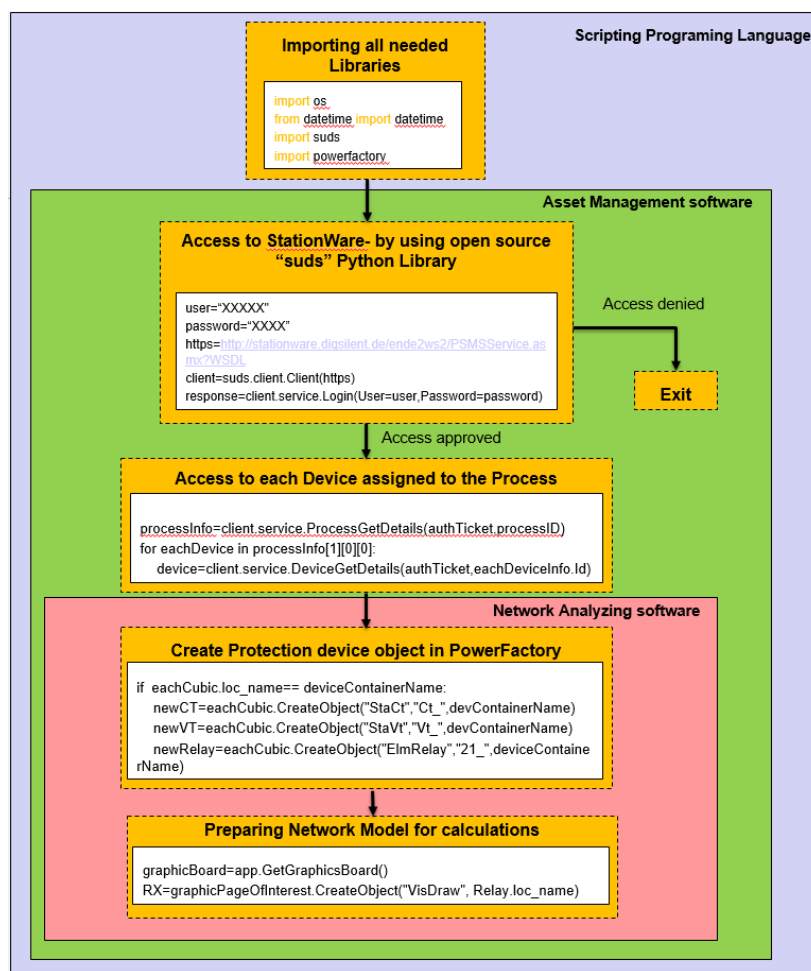 Scripting Programing Language
Importing all needed
Libraries
import os
from datetime import datetime
import suds
import powerfactory
Asset Management software
Access to StationWare- by using open source
“suds” Python Library
user=“XXXXX”
password=“XXXX”
https=http://stationware.digsilent.de/ende2ws2/PSMSService.as
mx?WSDL
client=suds.client.Client(https)
response=client.service.Login(User=user,Password=password)
Access denied
Exit
Access approved
Access to each Device assigned to the Process
processInfo=client.service.ProcessGetDetails(authTicket,processID)
for eachDevice in processInfo[1][0][0]:
device=client.service.DeviceGetDetails(authTicket,eachDeviceInfo.Id)
Network Analyzing software
Create Protection device object in PowerFactory
if eachCubic.loc_name== deviceContainerName:
newCT=eachCubic.CreateObject("StaCt","Ct_",devContainerName)
newVT=eachCubic.CreateObject("StaVt","Vt_",devContainerName)
newRelay=eachCubic.CreateObject("ElmRelay","21_",deviceContaine
rName)
Preparing Network Model for calculations
graphicBoard=app.GetGraphicsBoard()
RX=graphicPageOfInterest.CreateObject("VisDraw", Relay.loc_name)